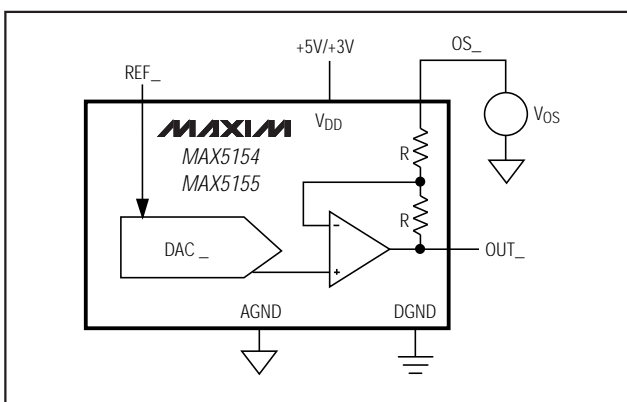 +5V/+3V
OS_
REF_
VDD
VOS
MAXIM
MAX5154
MAX5155
R
R
DAC _
-
+
OUT_
AGND
DGND